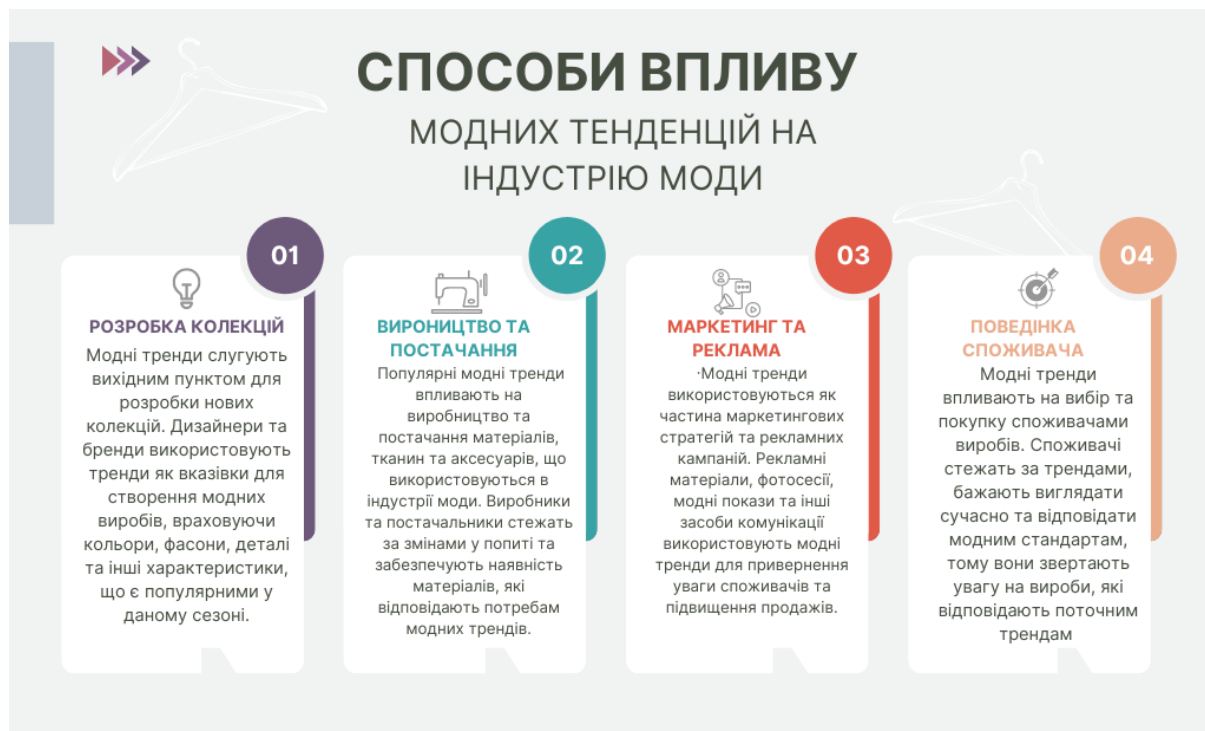 СПОСОБИ ВПЛИВУ
МОДНИХ ТЕНДЕНЦІЙ НА
ІНДУСТРІЮ МОДИ
01
РОЗРОБКА КОЛЕКЦІЙ
Модні тренди слугують
вихідним пунктом для
розробки нових
колекцій. Дизайнери та
бренди використовують
тренди як вказівки для
створення модних
виробів, враховуючи
кольори, фасони, деталі
та інші характеристики,
що є популярними у
даному сезоні.
02
ВИРОНИЦТВО ТА
ПОСТАЧАННЯ
Популярні модні тренди
впливають на
виробництво та
постачання матеріалів,
тканин та аксесуарів, що
використовуються в
індустрії моди. Виробники
та постачальники стежать
за змінами у попиті та
забезпечують наявність
матеріалів, які
відповідають потребам
модних трендів.
03
МАРКЕТИНГ ТА
РЕКЛАМА
·Модні тренди
використовуються як
частина маркетингових
стратегій та рекламних
кампаній. Рекламні
матеріали, фотосесії,
модні покази та інші
засоби комунікації
використовують модні
тренди для привернення
уваги споживачів та
підвищення продажів.
04
ПОВЕДІНКА
СПОЖИВАЧА
Модні тренди
впливають на вибір та
покупку споживачами
виробів. Споживачі
стежать за трендами,
бажають виглядати
сучасно та відповідати
модним стандартам,
тому вони звертають
увагу на вироби, які
відповідають поточним
трендам